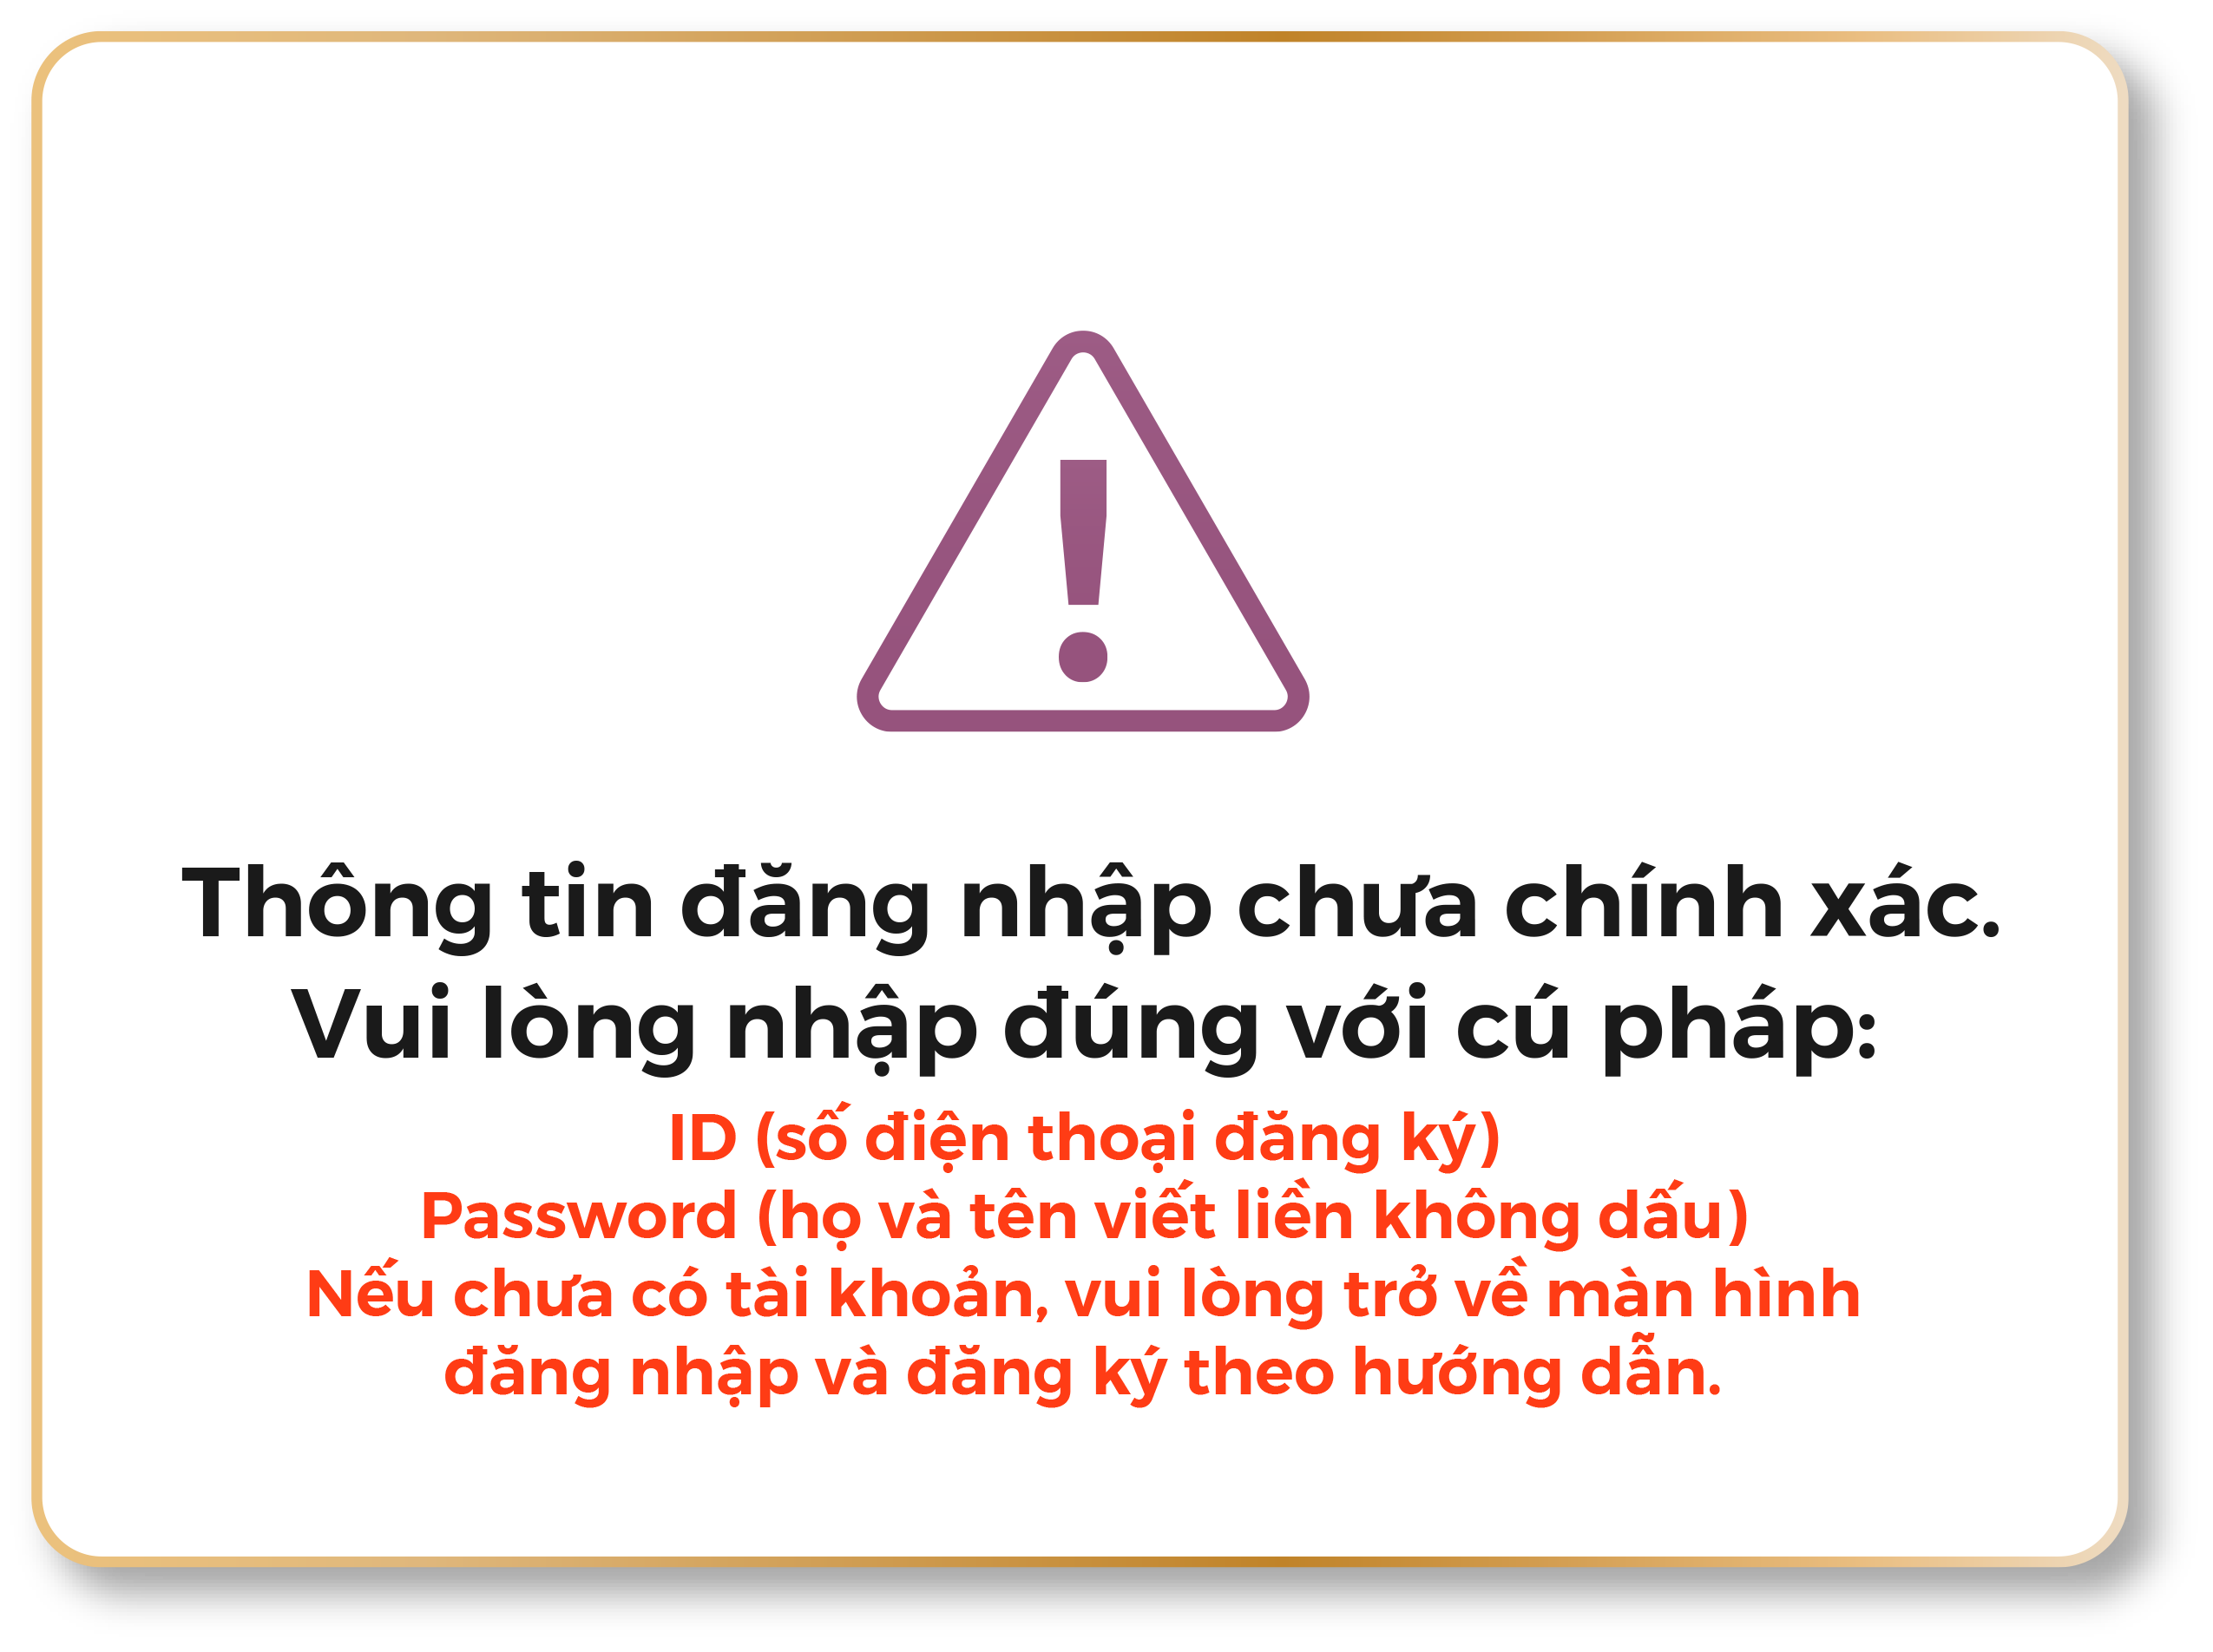 Thông tin đăng nhập chưa chính xác.
Vui lòng nhập đúng với cú pháp:
ID (số điện thoại đăng ký)
Password (họ và tên viết liền không dấu)
Nếu chưa có tài khoản, vui lòng trở về màn hình
đăng nhập và đăng ký theo hướng dẫn.